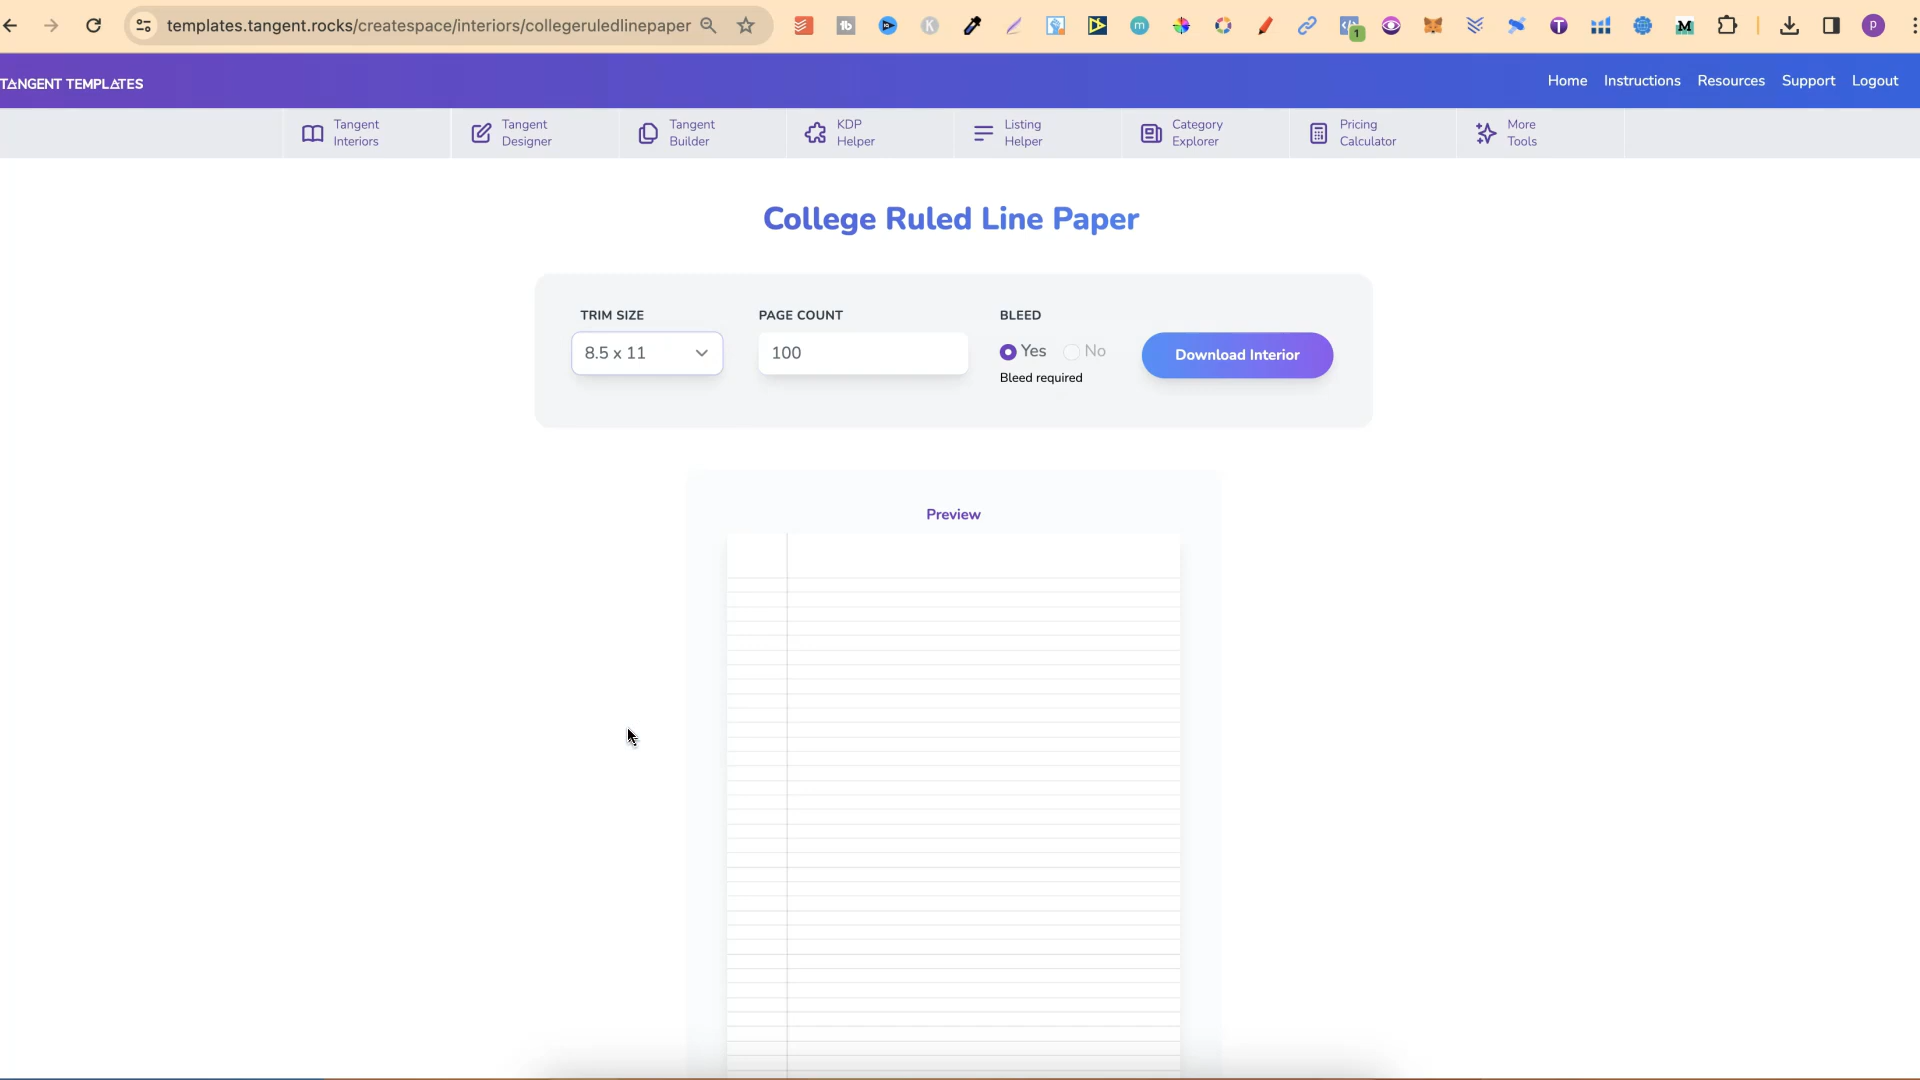 templates.tangent.rocks/createspace/interiors/collegeruledlinepaper
TANGENT TEMPLATES
Home Instructions Resources Support Logout
Tangent
Interiors
Tangent
Designer
Tangent
Builder
KDP
Helper
Listing
Helper
Category
Explorer
Pricing
Calculator
More
Tools
College Ruled Line Paper
TRIM SIZE
8.5 x 11
PAGE COUNT
100
BLEED
Yes No
Bleed required
Download Interior
Preview
tb
K
m
1
T
M
P